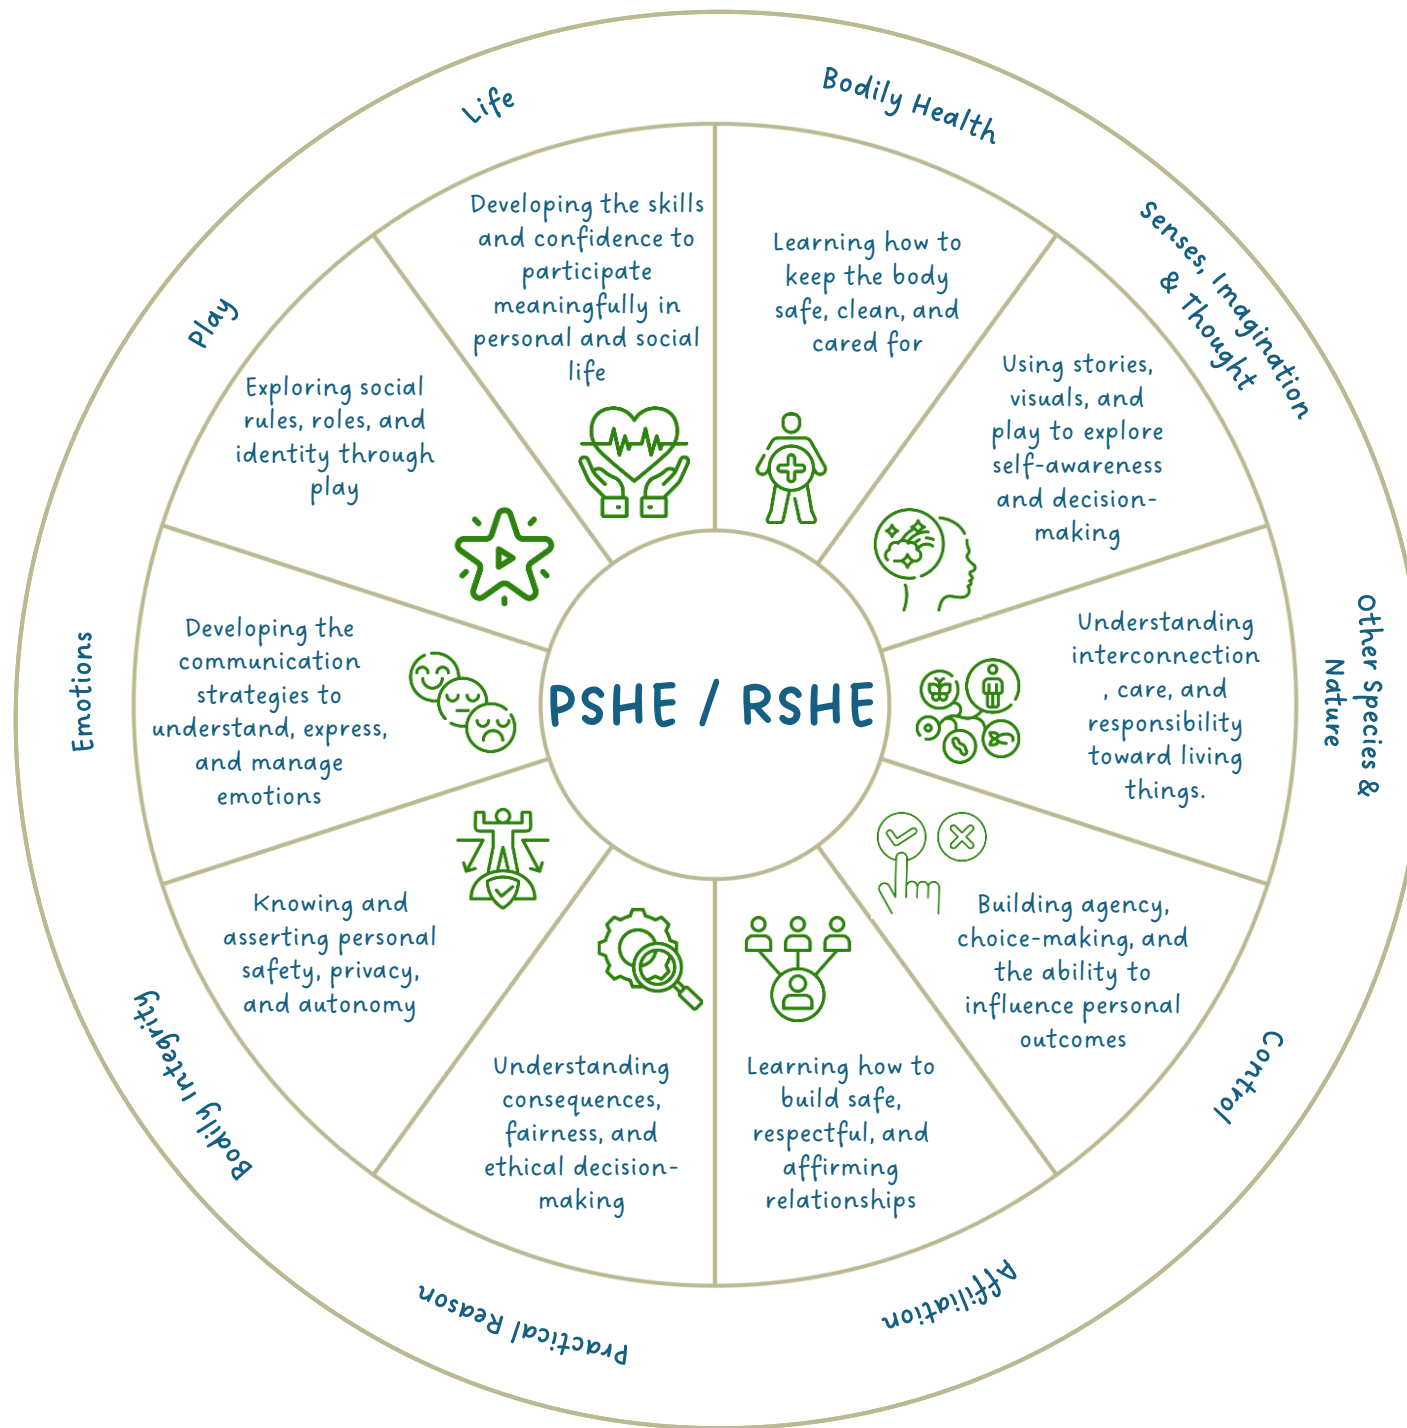 Life
Developing the skills
and confidence to
participate
meaningfully in
personal and social
life
Bodily Health
Learning how to
keep the body
safe, clean, and
cared for
Senses, Imagination
& Thought
Using stories,
visuals, and
play to explore
self-awareness
and decision-
making
Other Species &
Nature
Understanding
interconnection
, care, and
responsibility
toward living
things.
Control
Building agency,
choice-making, and
the ability to
influence personal
outcomes
Affiliation
Learning how to
build safe,
respectful, and
affirming
relationships
Practical Reason
Understanding
consequences,
fairness, and
ethical decision-
making
Bodily Integrity
Knowing and
asserting personal
safety, privacy,
and autonomy
Emotions
Developing the
communication
strategies to
understand, express,
and manage
emotions
Play
Exploring social
rules, roles, and
identity through
play
PSHE / RSHE